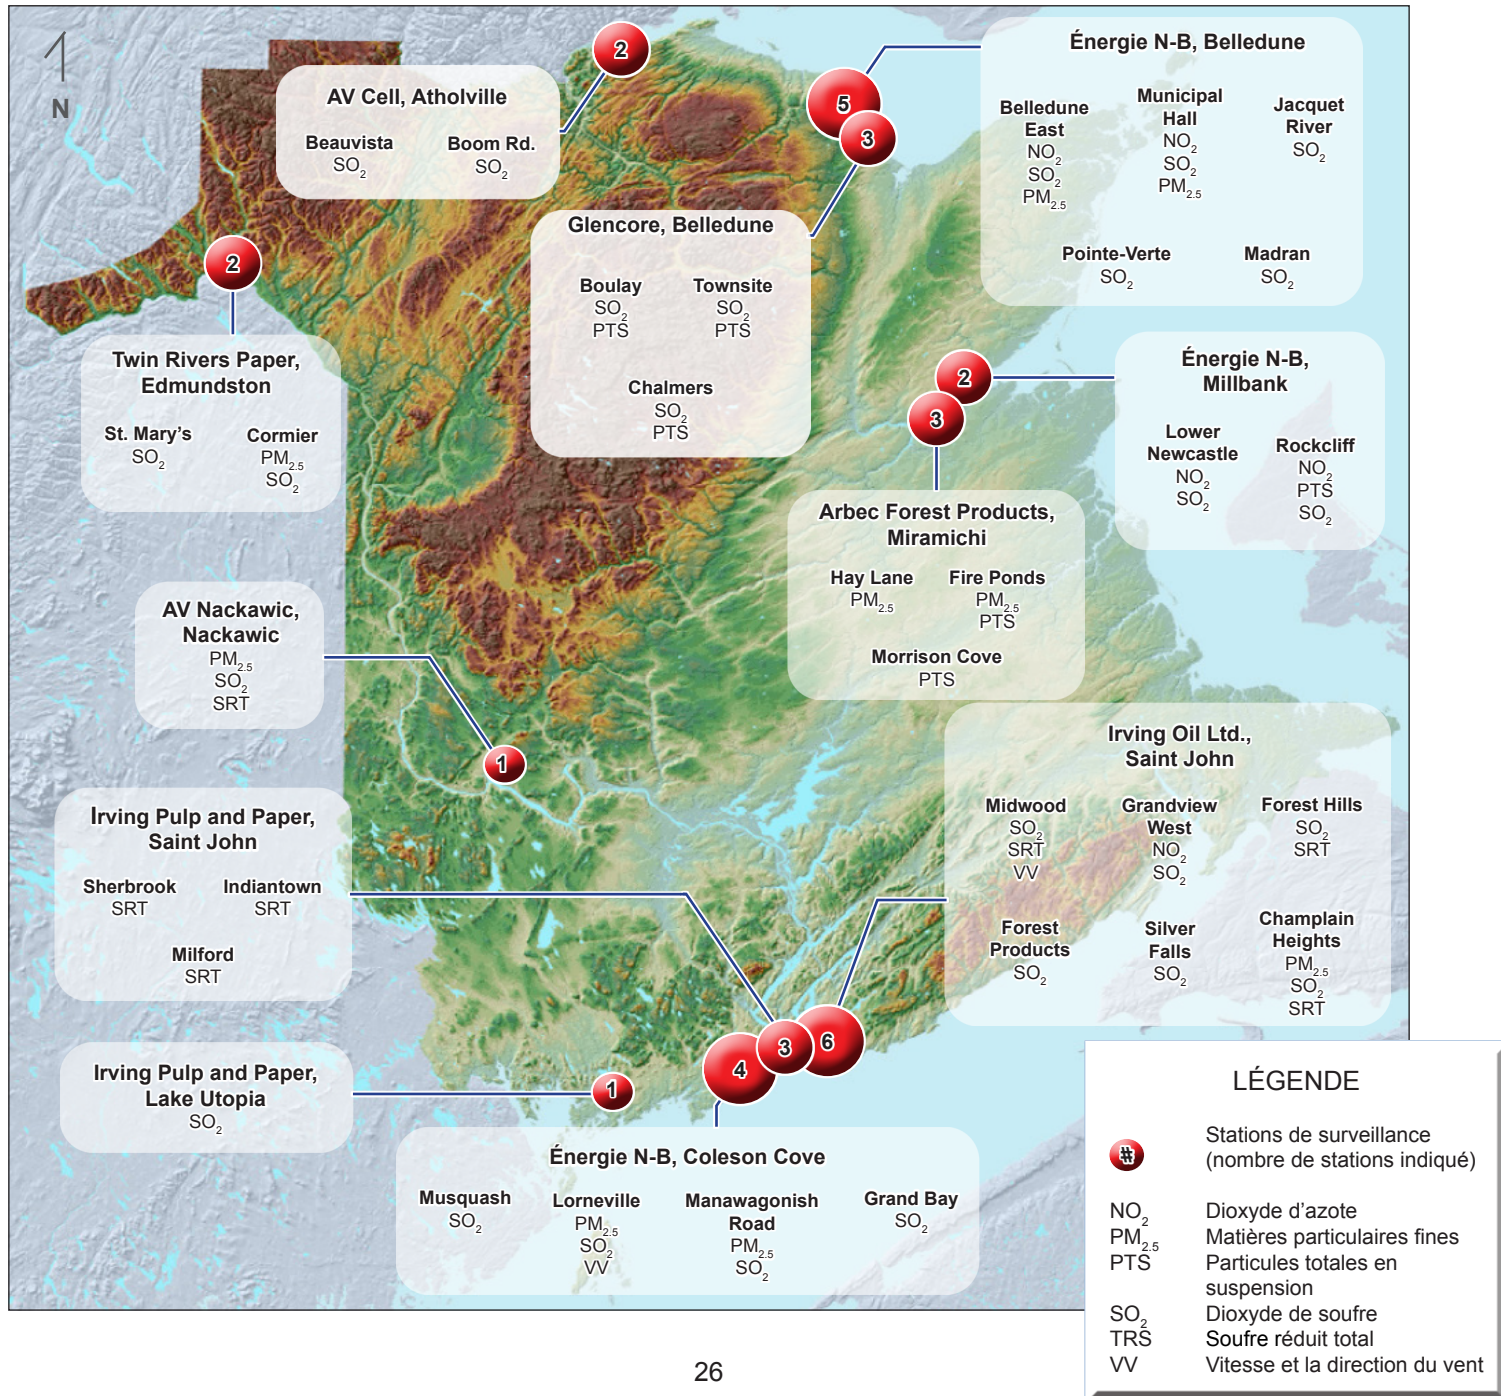 N
2
AV Cell, Atholville
Beauvista
SO2
Boom Rd.
SO2
5
3
Énergie N-B, Belledune
Belledune
East
NO2
SO2
PM2.5
Municipal
Hall
NO2
SO2
PM2.5
Jacquet
River
SO2
Pointe-Verte
SO2
Madran
SO2
Glencore, Belledune
Boulay
SO2
PTS
Townsite
SO2
PTS
Chalmers
SO2
PTS
2
Twin Rivers Paper,
Edmundston
St. Mary's
SO2
Cormier
PM2.5
SO2
2
3
Énergie N-B,
Millbank
Lower
Newcastle
NO2
SO2
Rockcliff
NO2
PTS
SO2
Arbec Forest Products,
Miramichi
Hay Lane
PM2.5
Fire Ponds
PM2.5
PTS
Morrison Cove
PTS
AV Nackawic,
Nackawic
PM2.5
SO2
SRT
1
Irving Oil Ltd.,
Saint John
Midwood
SO2
SRT
VV
Grandview
West
NO2
SO2
Forest Hills
SO2
SRT
Forest
Products
SO2
Silver
Falls
SO2
Champlain
Heights
PM2.5
SO2
SRT
Irving Pulp and Paper,
Saint John
Sherbrook
SRT
Indiantown
SRT
Milford
SRT
4
3
6
1
Irving Pulp and Paper,
Lake Utopia
SO2
Énergie N-B, Coleson Cove
Musquash
SO2
Lorneville
PM2.5
SO2
VV
Manawagonish
Road
PM2.5
SO2
Grand Bay
SO2
LÉGENDE
# Stations de surveillance
(nombre de stations indiqué)
NO2 Dioxyde d'azote
PM2.5 Matières particulaires fines
PTS Particules totales en
suspension
SO2 Dioxyde de soufre
TRS Soufre réduit total
VV Vitesse et la direction du vent
26